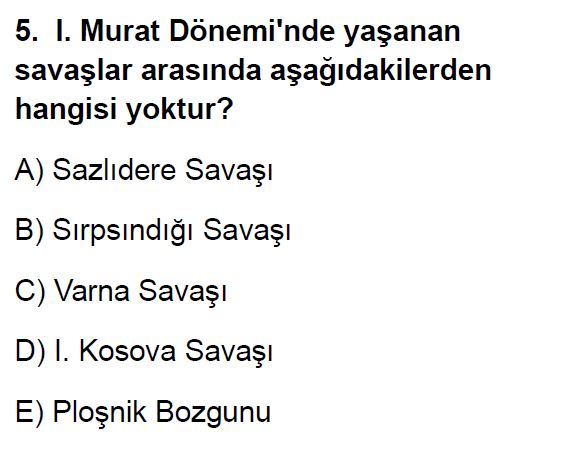 5. I. Murat Dönemi'nde yaşanan
savaşlar arasında aşağıdakilerden
hangisi yoktur?
A) Sazlıdere Savaşı
B) Sırpsındığı Savaşı
C) Varna Savaşı
D) I. Kosova Savaşı
E) Ploşnik Bozgunu